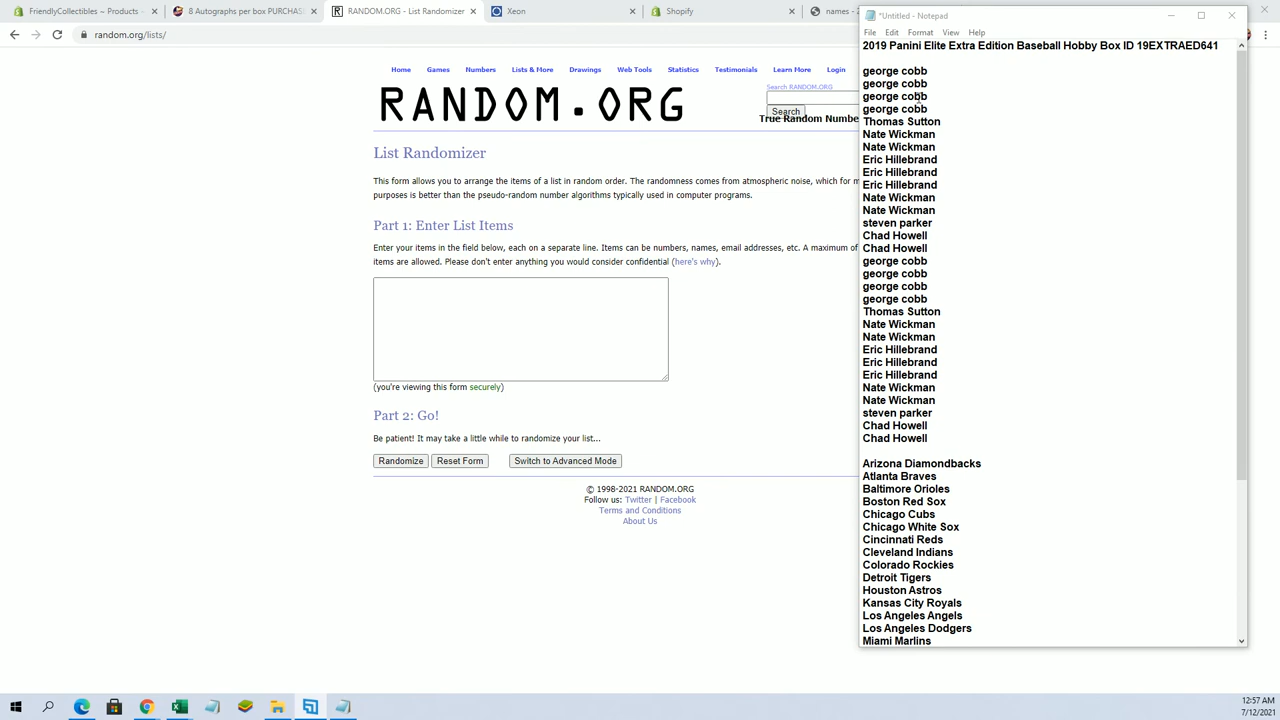 FriendlyCollectibles ~ Products
8 Autographs per box PURCHAS
RANDOM.ORG - List Randomizer
Xeon
Shopify
names -
random.org/lists/
Home Games Numbers Lists & More Drawings Web Tools Statistics Testimonials Learn More Login
Search RANDOM.ORG
RANDOM.ORG
Search
True Random Numbe
List Randomizer
This form allows you to arrange the items of a list in random order. The randomness comes from atmospheric noise, which for m
purposes is better than the pseudo-random number algorithms typically used in computer programs.
Part 1: Enter List Items
Enter your items in the field below, each on a separate line. Items can be numbers, names, email addresses, etc. A maximum of
items are allowed. Please don't enter anything you would consider confidential (here's why).
(you're viewing this form securely)
Part 2: Go!
Be patient! It may take a little while to randomize your list...
Randomize Reset Form Switch to Advanced Mode
© 1998-2021 RANDOM.ORG
Follow us: Twitter | Facebook
Terms and Conditions
About Us
*Untitled - Notepad
File Edit Format View Help
2019 Panini Elite Extra Edition Baseball Hobby Box ID 19EXTRAED641
george cobb
george cobb
george cobb
george cobb
Thomas Sutton
Nate Wickman
Nate Wickman
Eric Hillebrand
Eric Hillebrand
Eric Hillebrand
Nate Wickman
Nate Wickman
steven parker
Chad Howell
Chad Howell
george cobb
george cobb
george cobb
george cobb
Thomas Sutton
Nate Wickman
Nate Wickman
Eric Hillebrand
Eric Hillebrand
Eric Hillebrand
Nate Wickman
Nate Wickman
steven parker
Chad Howell
Chad Howell
Arizona Diamondbacks
Atlanta Braves
Baltimore Orioles
Boston Red Sox
Chicago Cubs
Chicago White Sox
Cincinnati Reds
Cleveland Indians
Colorado Rockies
Detroit Tigers
Houston Astros
Kansas City Royals
Los Angeles Angels
Los Angeles Dodgers
Miami Marlins
12:57 AM
7/12/2021